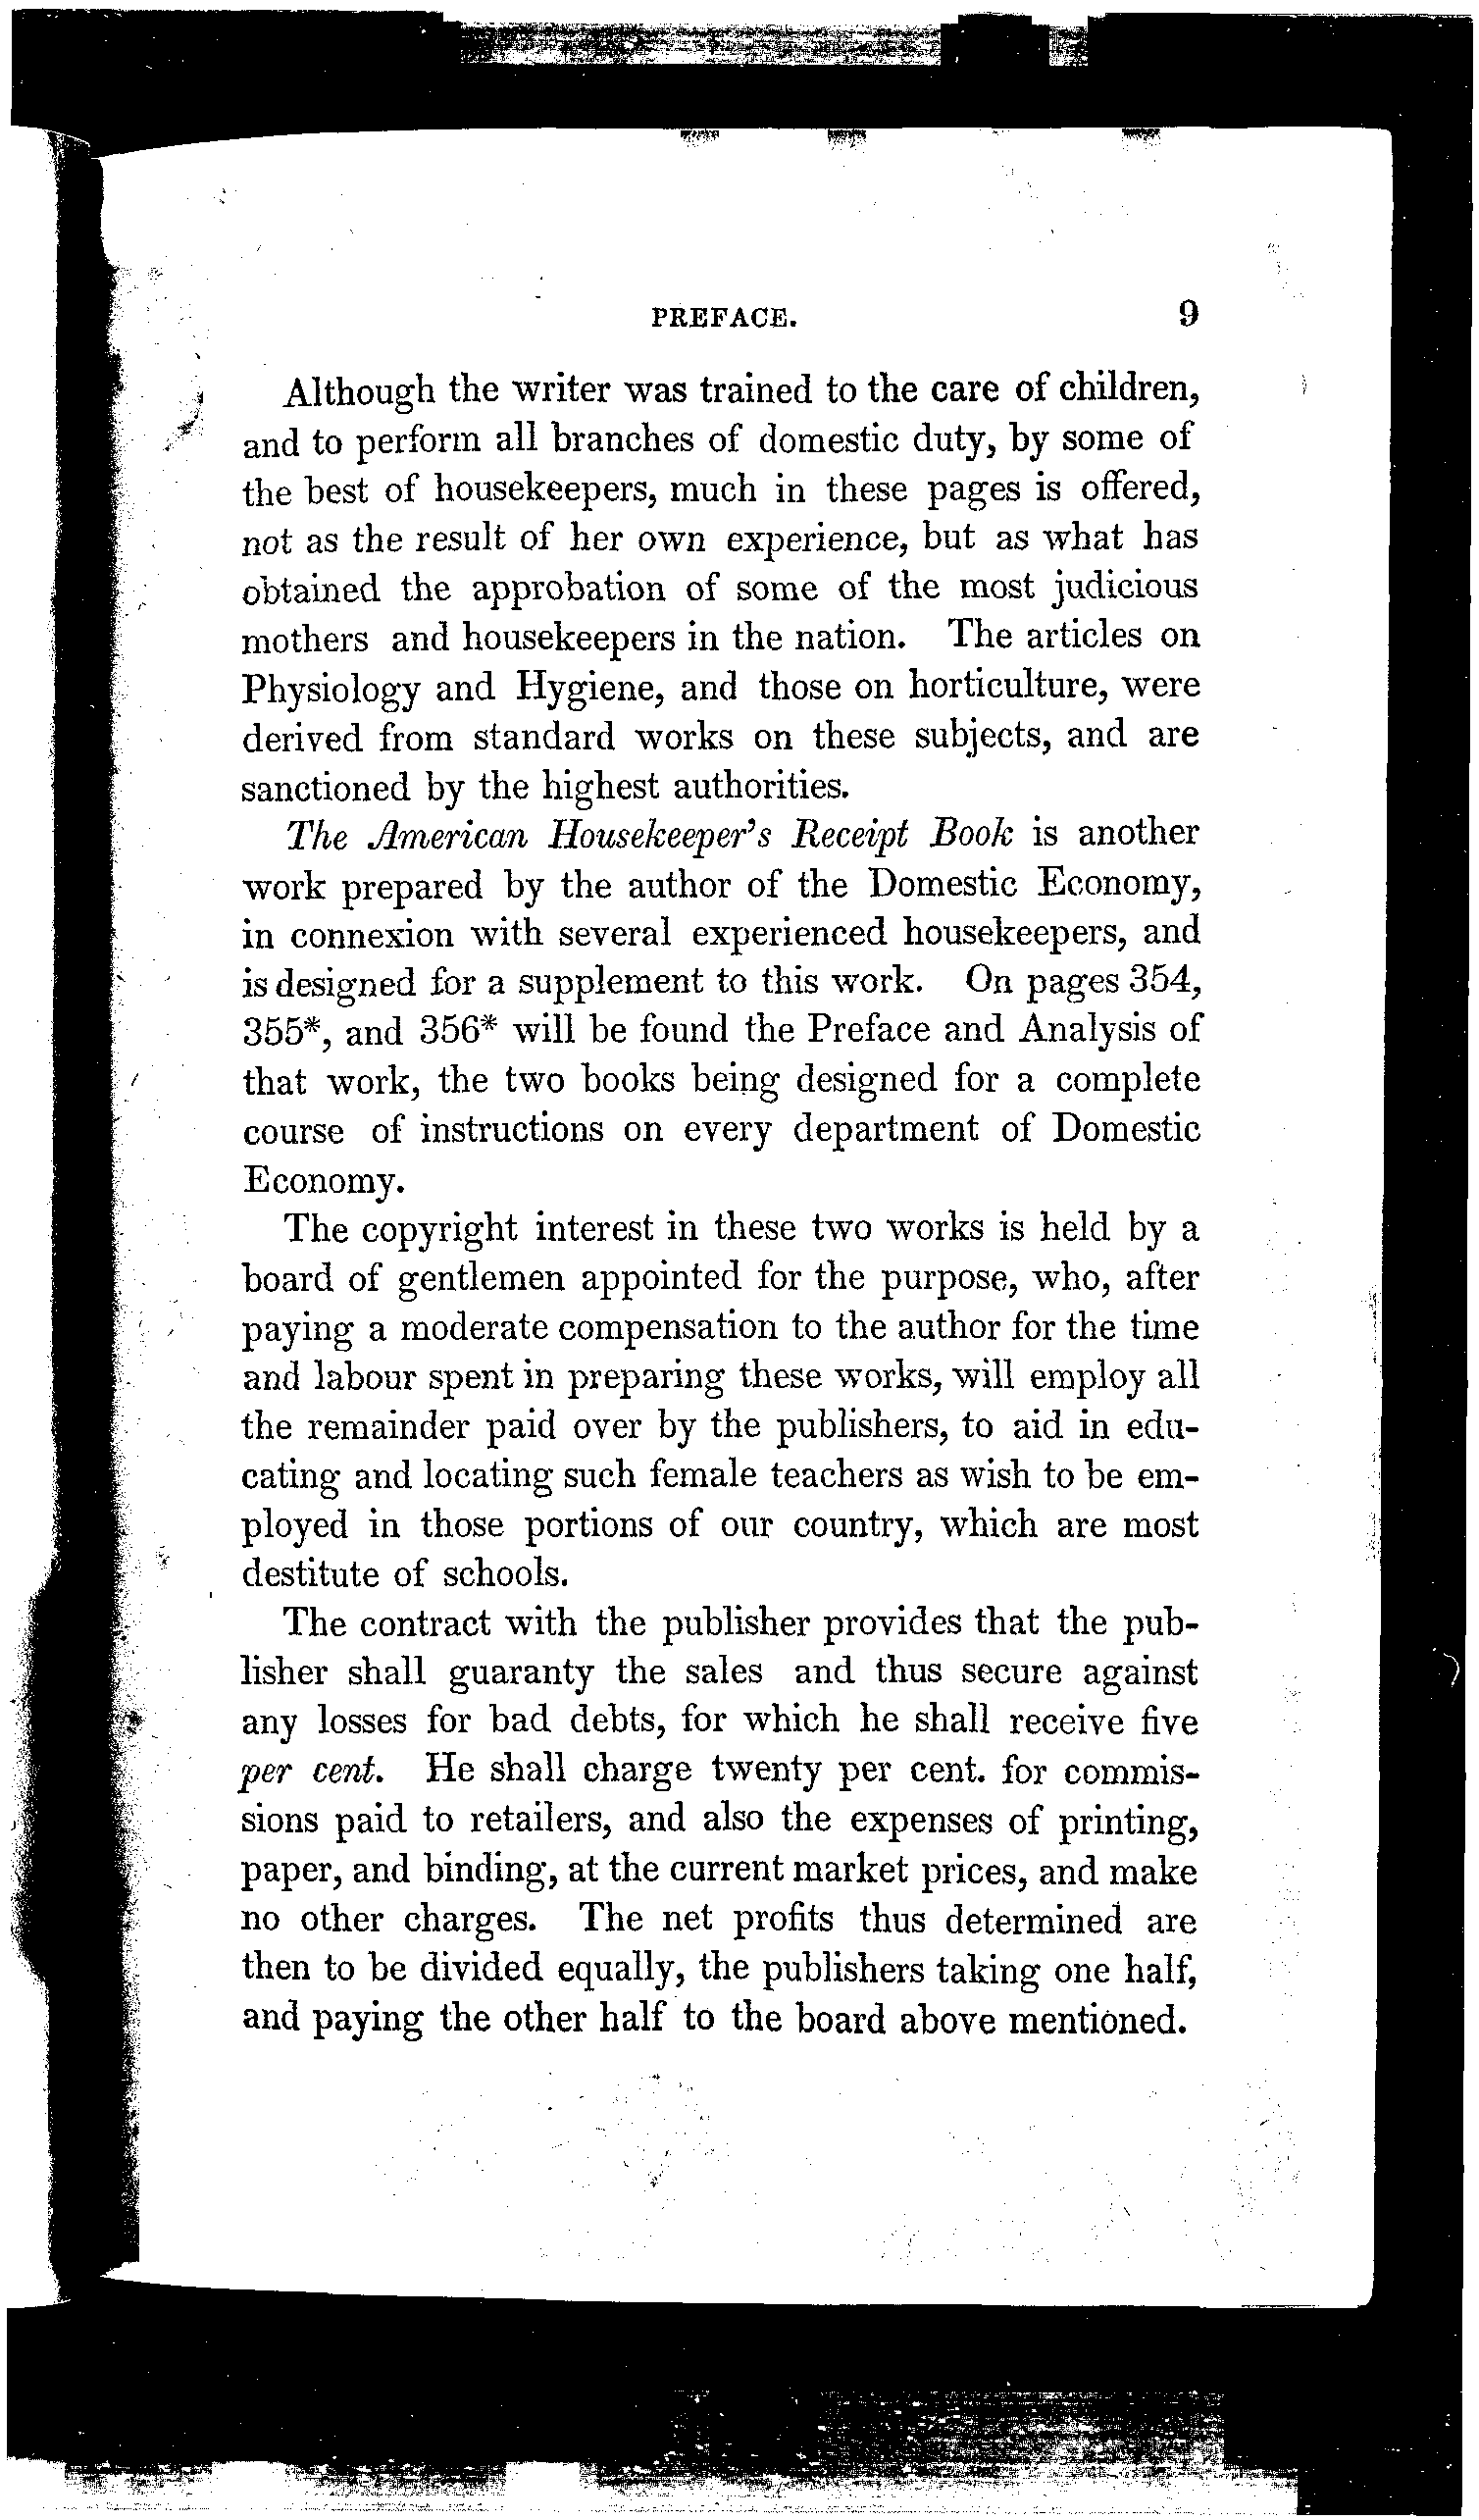 PREFACE. 9
Although the writer was trained to the care of children,
and to perform all branches of domestic duty, by some of
the best of housekeepers, much in these pages is offered,
not as the result of her own experience, but as what has
obtained the approbation of some of the most judicious
mothers and housekeepers in the nation. The articles on
Physiology and Hygiene, and those on horticulture, were
derived from standard works on these subjects, and are
sanctioned by the highest authorities.
The American Housekeeper's Receipt Book is another
work prepared by the author of the Domestic Economy,
in connexion with several experienced housekeepers, and
is designed for a supplement to this work. On pages 354,
355*, and 356* will be found the Preface and Analysis of
that work, the two books being designed for a complete
course of instructions on every department of Domestic
Economy.
The copyright interest in these two works is held by a
board of gentlemen appointed for the purpose, who, after
paying a moderate compensation to the author for the time
and labour spent in preparing these works, will employ all
the remainder paid over by the publishers, to aid in edu-
cating and locating such female teachers as wish to be em-
ployed in those portions of our country, which are most
destitute of schools.
The contract with the publisher provides that the pub-
lisher shall guaranty the sales and thus secure against
any losses for bad debts, for which he shall receive five
per cent. He shall charge twenty per cent. for commis-
sions paid to retailers, and also the expenses of printing,
paper, and binding, at the current market prices, and make
no other charges. The net profits thus determined are
then to be divided equally, the publishers taking one half,
and paying the other half to the board above mentioned.